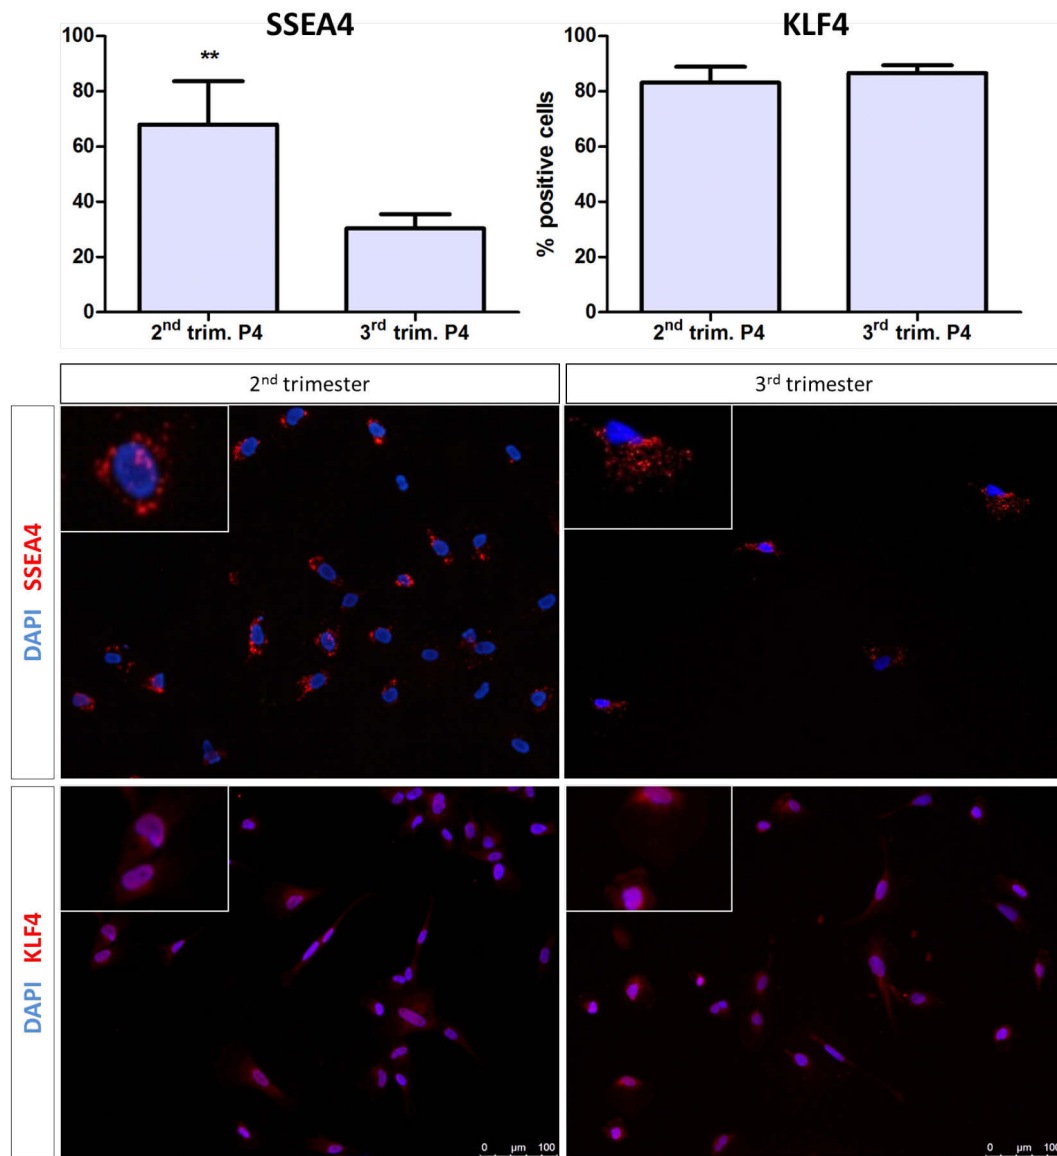 SSEA4
KLF4
100
80
60
40
20
0
**
2nd trim. P4
3rd trim. P4
% positive cells
100
80
60
40
20
0
2nd trim. P4
3rd trim. P4
2nd trimester
3rd trimester
DAPI SSEA4
DAPI KLF4
0 µm 100
0 µm 100